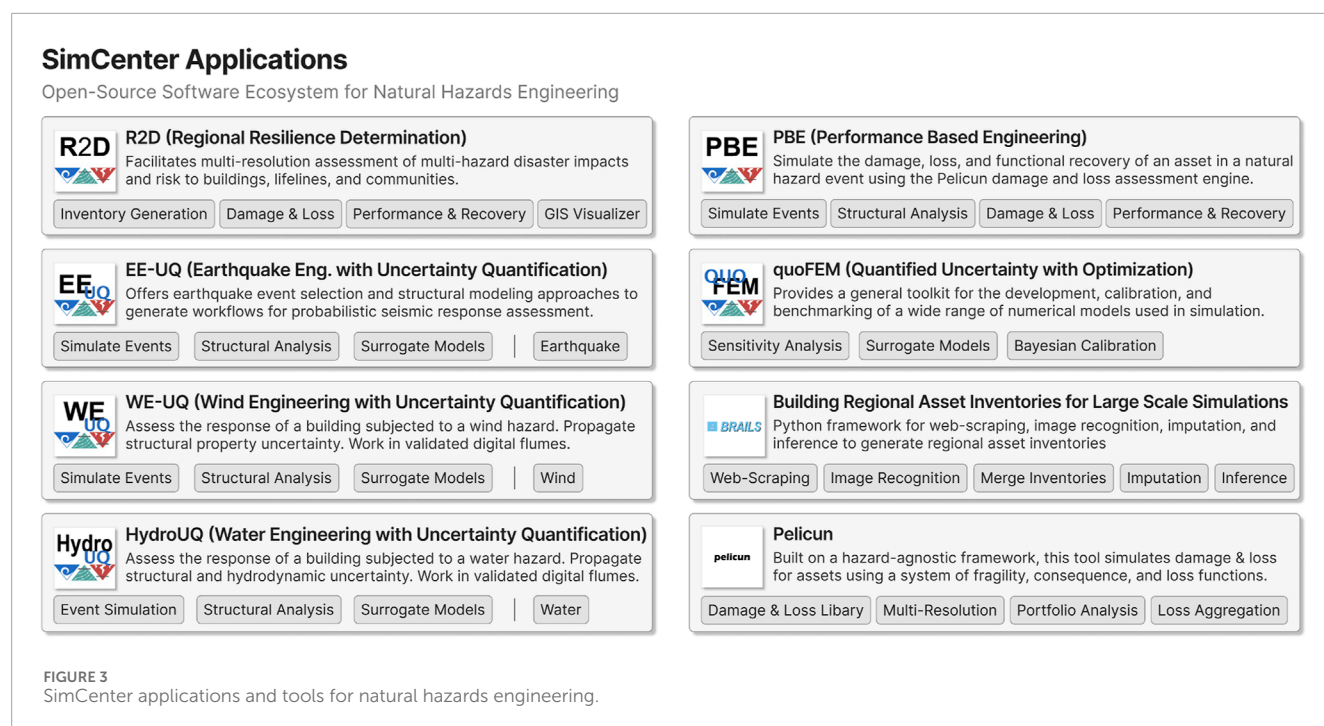 SimCenter Applications
Open-Source Software Ecosystem for Natural Hazards Engineering
R2D
R2D (Regional Resilience Determination)
Facilitates multi-resolution assessment of multi-hazard disaster impacts
and risk to buildings, lifelines, and communities.
Inventory Generation Damage & Loss Performance & Recovery GIS Visualizer
EE UQ
EE-UQ (Earthquake Eng. with Uncertainty Quantification)
Offers earthquake event selection and structural modeling approaches to
generate workflows for probabilistic seismic response assessment.
Simulate Events Structural Analysis Surrogate Models | Earthquake
WE UQ
WE-UQ (Wind Engineering with Uncertainty Quantification)
Assess the response of a building subjected to a wind hazard. Propagate
structural property uncertainty. Work in validated digital flumes.
Simulate Events Structural Analysis Surrogate Models | Wind
Hydro UQ
HydroUQ (Water Engineering with Uncertainty Quantification)
Assess the response of a building subjected to a water hazard. Propagate
structural and hydrodynamic uncertainty. Work in validated digital flumes.
Event Simulation Structural Analysis Surrogate Models | Water
PBE
PBE (Performance Based Engineering)
Simulate the damage, loss, and functional recovery of an asset in a natural
hazard event using the Pelicun damage and loss assessment engine.
Simulate Events Structural Analysis Damage & Loss Performance & Recovery
QUO FEM
quoFEM (Quantified Uncertainty with Optimization)
Provides a general toolkit for the development, calibration, and
benchmarking of a wide range of numerical models used in simulation.
Sensitivity Analysis Surrogate Models Bayesian Calibration
BRAILS
Building Regional Asset Inventories for Large Scale Simulations
Python framework for web-scraping, image recognition, imputation, and
inference to generate regional asset inventories
Web-Scraping Image Recognition Merge Inventories Imputation Inference
pelicun
Pelicun
Built on a hazard-agnostic framework, this tool simulates damage & loss
for assets using a system of fragility, consequence, and loss functions.
Damage & Loss Libary Multi-Resolution Portfolio Analysis Loss Aggregation
FIGURE 3
SimCenter applications and tools for natural hazards engineering.